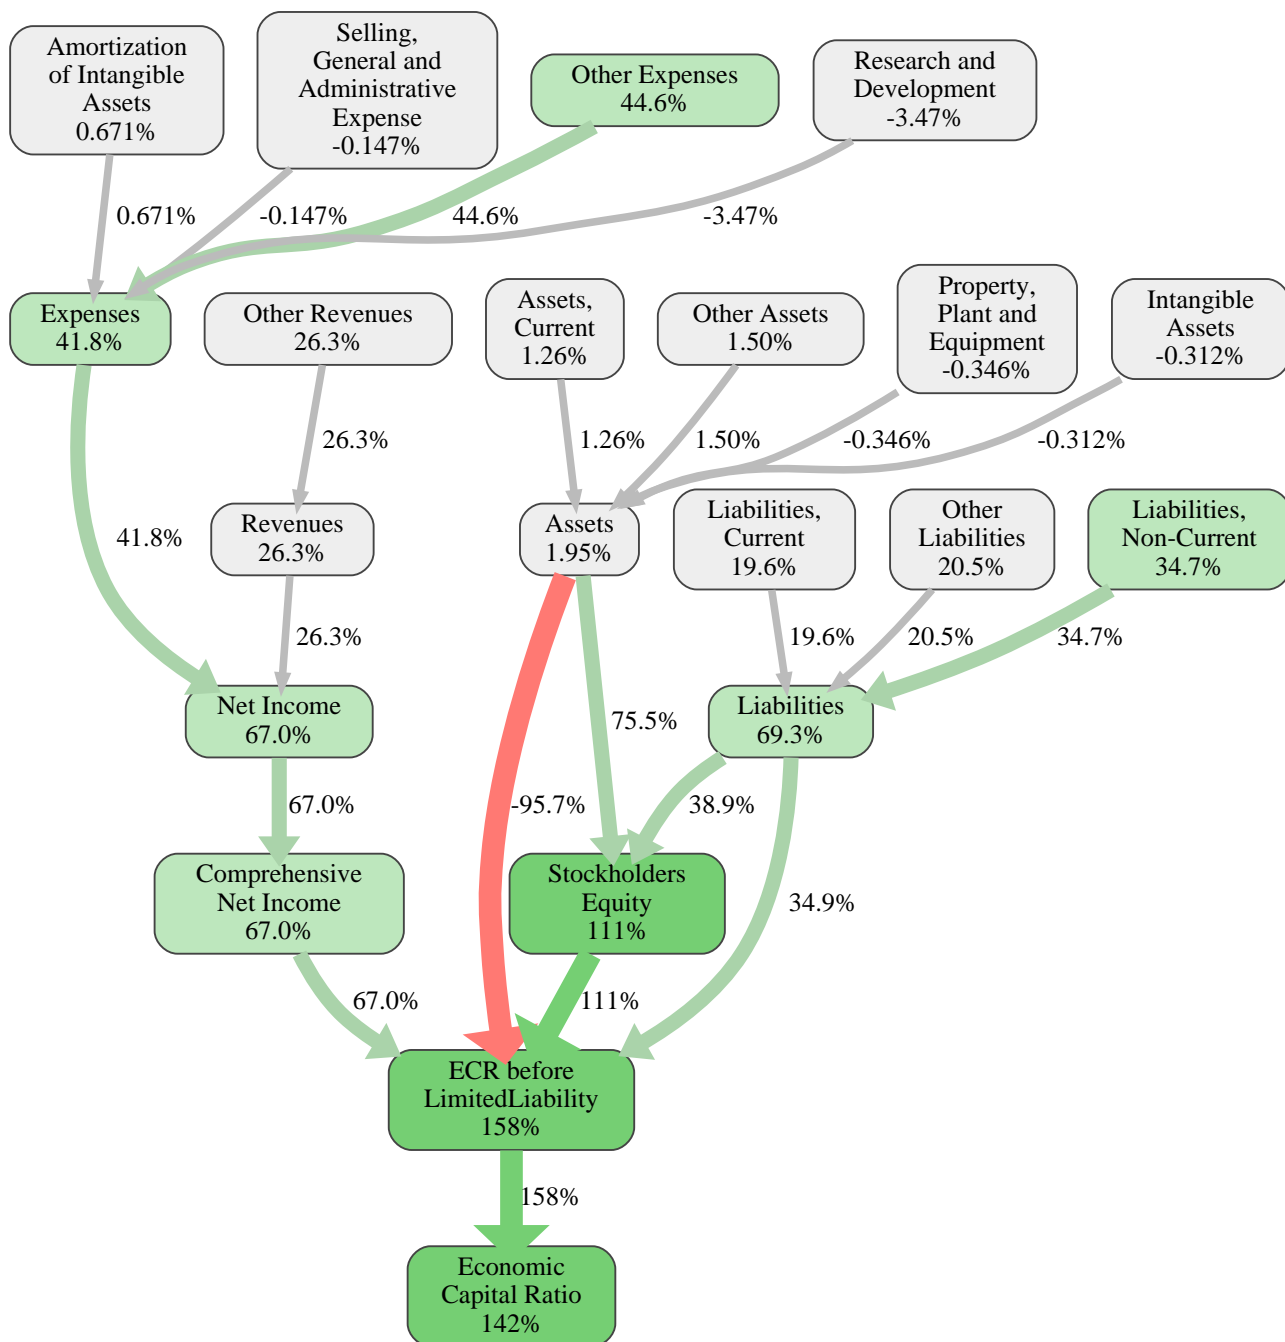 Amortization
of Intangible
Assets
0.671%
Selling,
General and
Administrative
Expense
-0.147%
Other Expenses
44.6%
Research and
Development
-3.47%
0.671%
-0.147%
44.6%
-3.47%
Expenses
41.8%
Other Revenues
26.3%
Assets,
Current
1.26%
Other Assets
1.50%
Property,
Plant and
Equipment
-0.346%
Intangible
Assets
-0.312%
26.3%
1.26%
1.50%
-0.346%
-0.312%
41.8%
Revenues
26.3%
Assets
1.95%
Liabilities,
Current
19.6%
Other
Liabilities
20.5%
Liabilities,
Non-Current
34.7%
26.3%
19.6%
20.5%
34.7%
Net Income
67.0%
75.5%
Liabilities
69.3%
67.0%
-95.7%
38.9%
Comprehensive
Net Income
67.0%
Stockholders
Equity
111%
34.9%
67.0%
111%
ECR before
LimitedLiability
158%
158%
Economic
Capital Ratio
142%